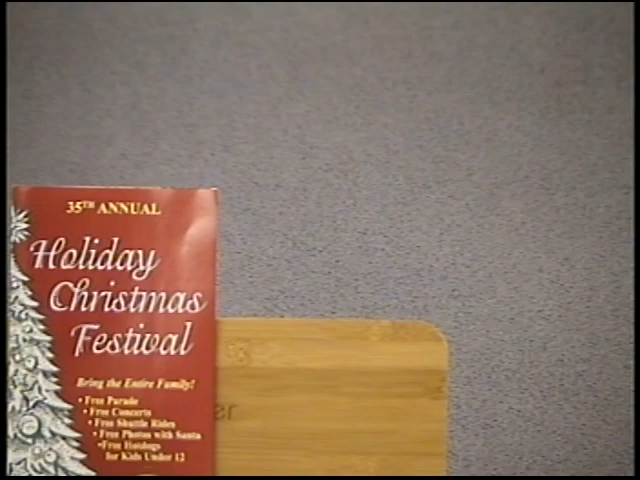 35TH ANNUAL
Holiday
Christmas
Festival
Bring the Entire Family!
• Free Parade
• Free Concerts
• Free Shuttle Rides
• Free Photos with Santa
• Free Hotdogs
for Kids Under 12
er